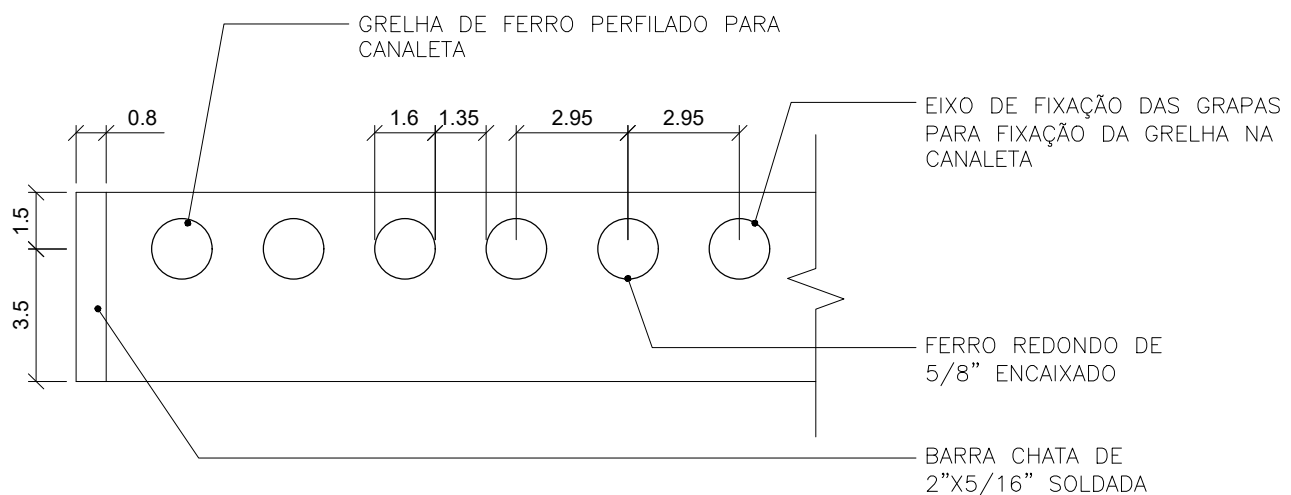 GRELHA DE FERRO PERFILADO PARA
CANALETA
0.8
1.6
1.35
2.95
2.95
EIXO DE FIXAÇÃO DAS GRAPAS
PARA FIXAÇÃO DA GRELHA NA
CANALETA
1.5
3.5
FERRO REDONDO DE
5/8" ENCAIXADO
BARRA CHATA DE
2"X5/16" SOLDADA